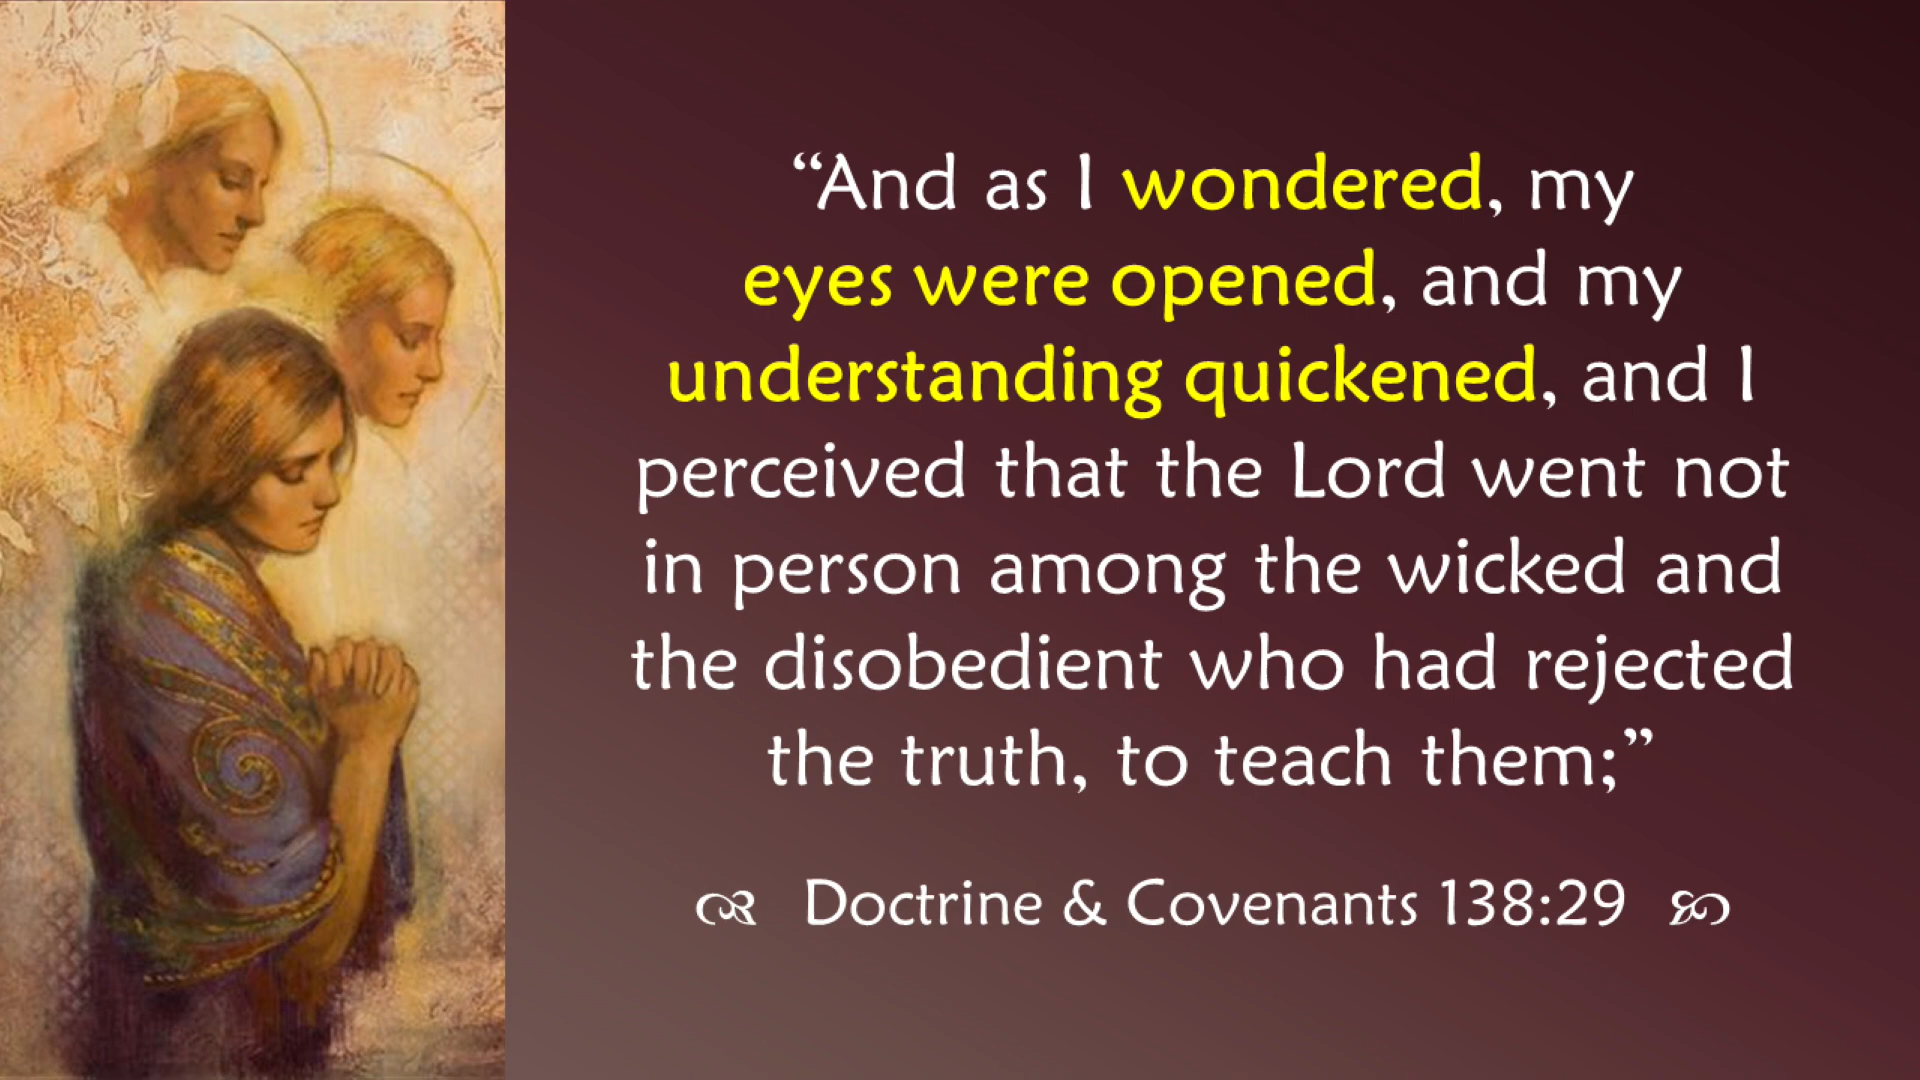 “And as I wondered, my
eyes were opened, and my
understanding quickened, and I
perceived that the Lord went not
in person among the wicked and
the disobedient who had rejected
the truth, to teach them;”
Doctrine & Covenants 138:29